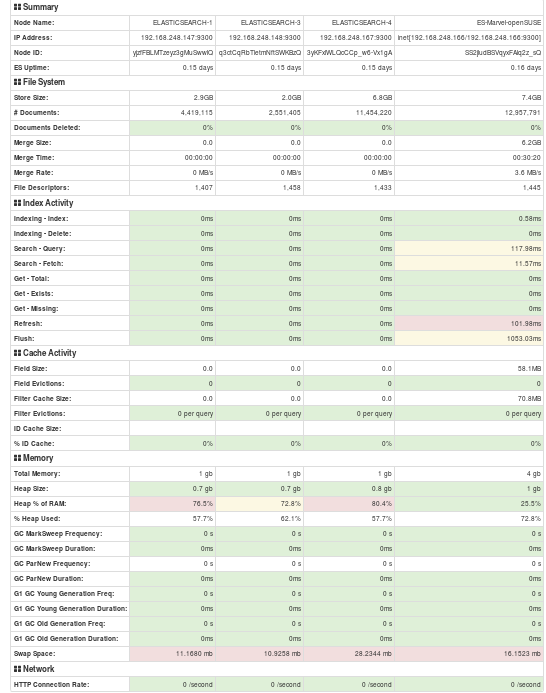 Summary
Node Name: ELASTICSEARCH-1 ELASTICSEARCH-3 ELASTICSEARCH-4 ES-Marvel-openSUSE
IP Address: 192.168.248.147:9300 192.168.248.148:9300 192.168.248.167:9300 inet[192.168.248.166/192.168.248.166:9300]
Node ID:
ES Uptime: 0.15 days 0.15 days 0.15 days 0.16 days
File System
Store Size: 2.9GB 2.0GB 6.8GB 7.4GB
# Documents: 4,419,115 2,551,405 11,454,220 12,957,791
Documents Deleted: 0% 0% 0% 0%
Merge Size: 0.0 0.0 0.0 6.2GB
Merge Time: 00:00:00 00:00:00 00:00:00 00:30:20
Merge Rate: 0 MB/s 0 MB/s 0 MB/s 3.6 MB/s
File Descriptors: 1,407 1,458 1,433 1,445
Index Activity
Indexing - Index: 0ms 0ms 0ms 0.58ms
Indexing - Delete: 0ms 0ms 0ms 0ms
Search - Query: 0ms 0ms 0ms 117.98ms
Search - Fetch: 0ms 0ms 0ms 11.57ms
Get - Total: 0ms 0ms 0ms 0ms
Get - Exists: 0ms 0ms 0ms 0ms
Get - Missing: 0ms 0ms 0ms 0ms
Refresh: 0ms 0ms 0ms 101.98ms
Flush: 0ms 0ms 0ms 1053.03ms
Cache Activity
Field Size: 0.0 0.0 0.0 58.1MB
Field Evictions: 0 0 0 0
Filter Cache Size: 0.0 0.0 0.0 70.8MB
Filter Evictions: 0 per query 0 per query 0 per query 0 per query
ID Cache Size:
% ID Cache: 0% 0% 0% 0%
Memory
Total Memory: 1 gb 1 gb 1 gb 4 gb
Heap Size: 0.7 gb 0.7 gb 0.8 gb 1 gb
Heap % of RAM: 76.5% 72.8% 80.4% 25.5%
% Heap Used: 57.7% 62.1% 57.7% 72.8%
GC MarkSweep Frequency: 0 s 0 s 0 s 0 s
GC MarkSweep Duration: 0ms 0ms 0ms 0ms
GC ParNew Frequency: 0 s 0 s 0 s 0 s
GC ParNew Duration: 0ms 0ms 0ms 0ms
G1 GC Young Generation Freq: 0 s 0 s 0 s 0 s
G1 GC Young Generation Duration: 0ms 0ms 0ms 0ms
G1 GC Old Generation Freq: 0 s 0 s 0 s 0 s
G1 GC Old Generation Duration: 0ms 0ms 0ms 0ms
Swap Space: 11.1680 mb 10.9258 mb 28.2344 mb 16.1523 mb
Network
HTTP Connection Rate: 0 /second 0 /second 0 /second 0 /second